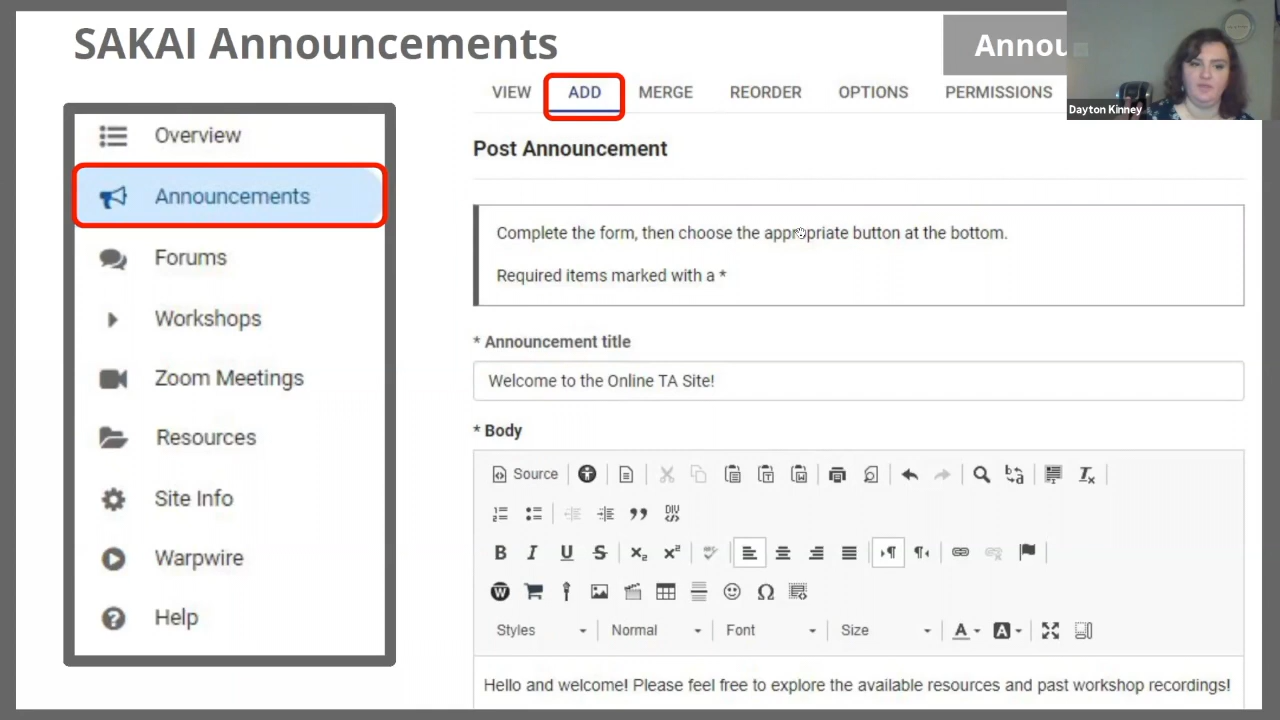 SAKAI Announcements
Annou
Dayton Kinney
Overview
Announcements
Forums
Workshops
Zoom Meetings
Resources
Site Info
Warpwire
Help
VIEW ADD MERGE REORDER OPTIONS PERMISSIONS
Post Announcement
Complete the form, then choose the appropriate button at the bottom.
Required items marked with a *
* Announcement title
Welcome to the Online TA Site!
* Body
Source
Styles Normal Font Size
Hello and welcome! Please feel free to explore the available resources and past workshop recordings!